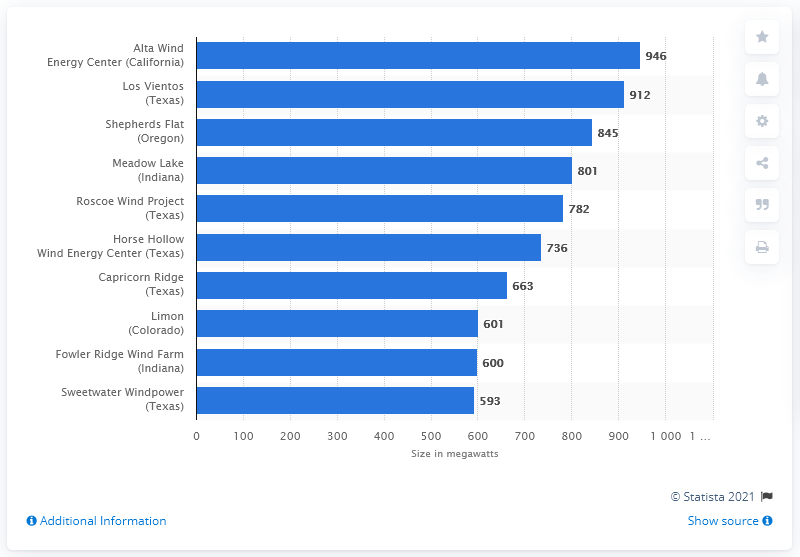 Alta Wind
Energy Center (California)
946
Los Vientos
(Texas)
912
Shepherds Flat
(Oregon)
845
Meadow Lake
(Indiana)
801
Roscoe Wind Project
(Texas)
782
Horse Hollow
Wind Energy Center (Texas)
736
Capricorn Ridge
(Texas)
663
Limon
(Colorado)
601
Fowler Ridge Wind Farm
(Indiana)
600
Sweetwater Windpower
(Texas)
593
0 100 200 300 400 500 600 700 800 900 1 000 1 ...
Size in megawatts
© Statista 2021
Additional Information
Show source